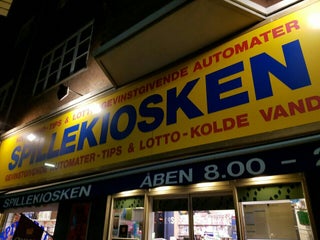 TIPS & LOTTO - GEVINSTGIVENDE AUTOMATER
SPILLEKIOSKEN
GEVINSTGIVENDE AUTOMATER - TIPS & LOTTO - KOLDE VAND
SPILLEKIOSKEN
ÅBEN 8.00 -